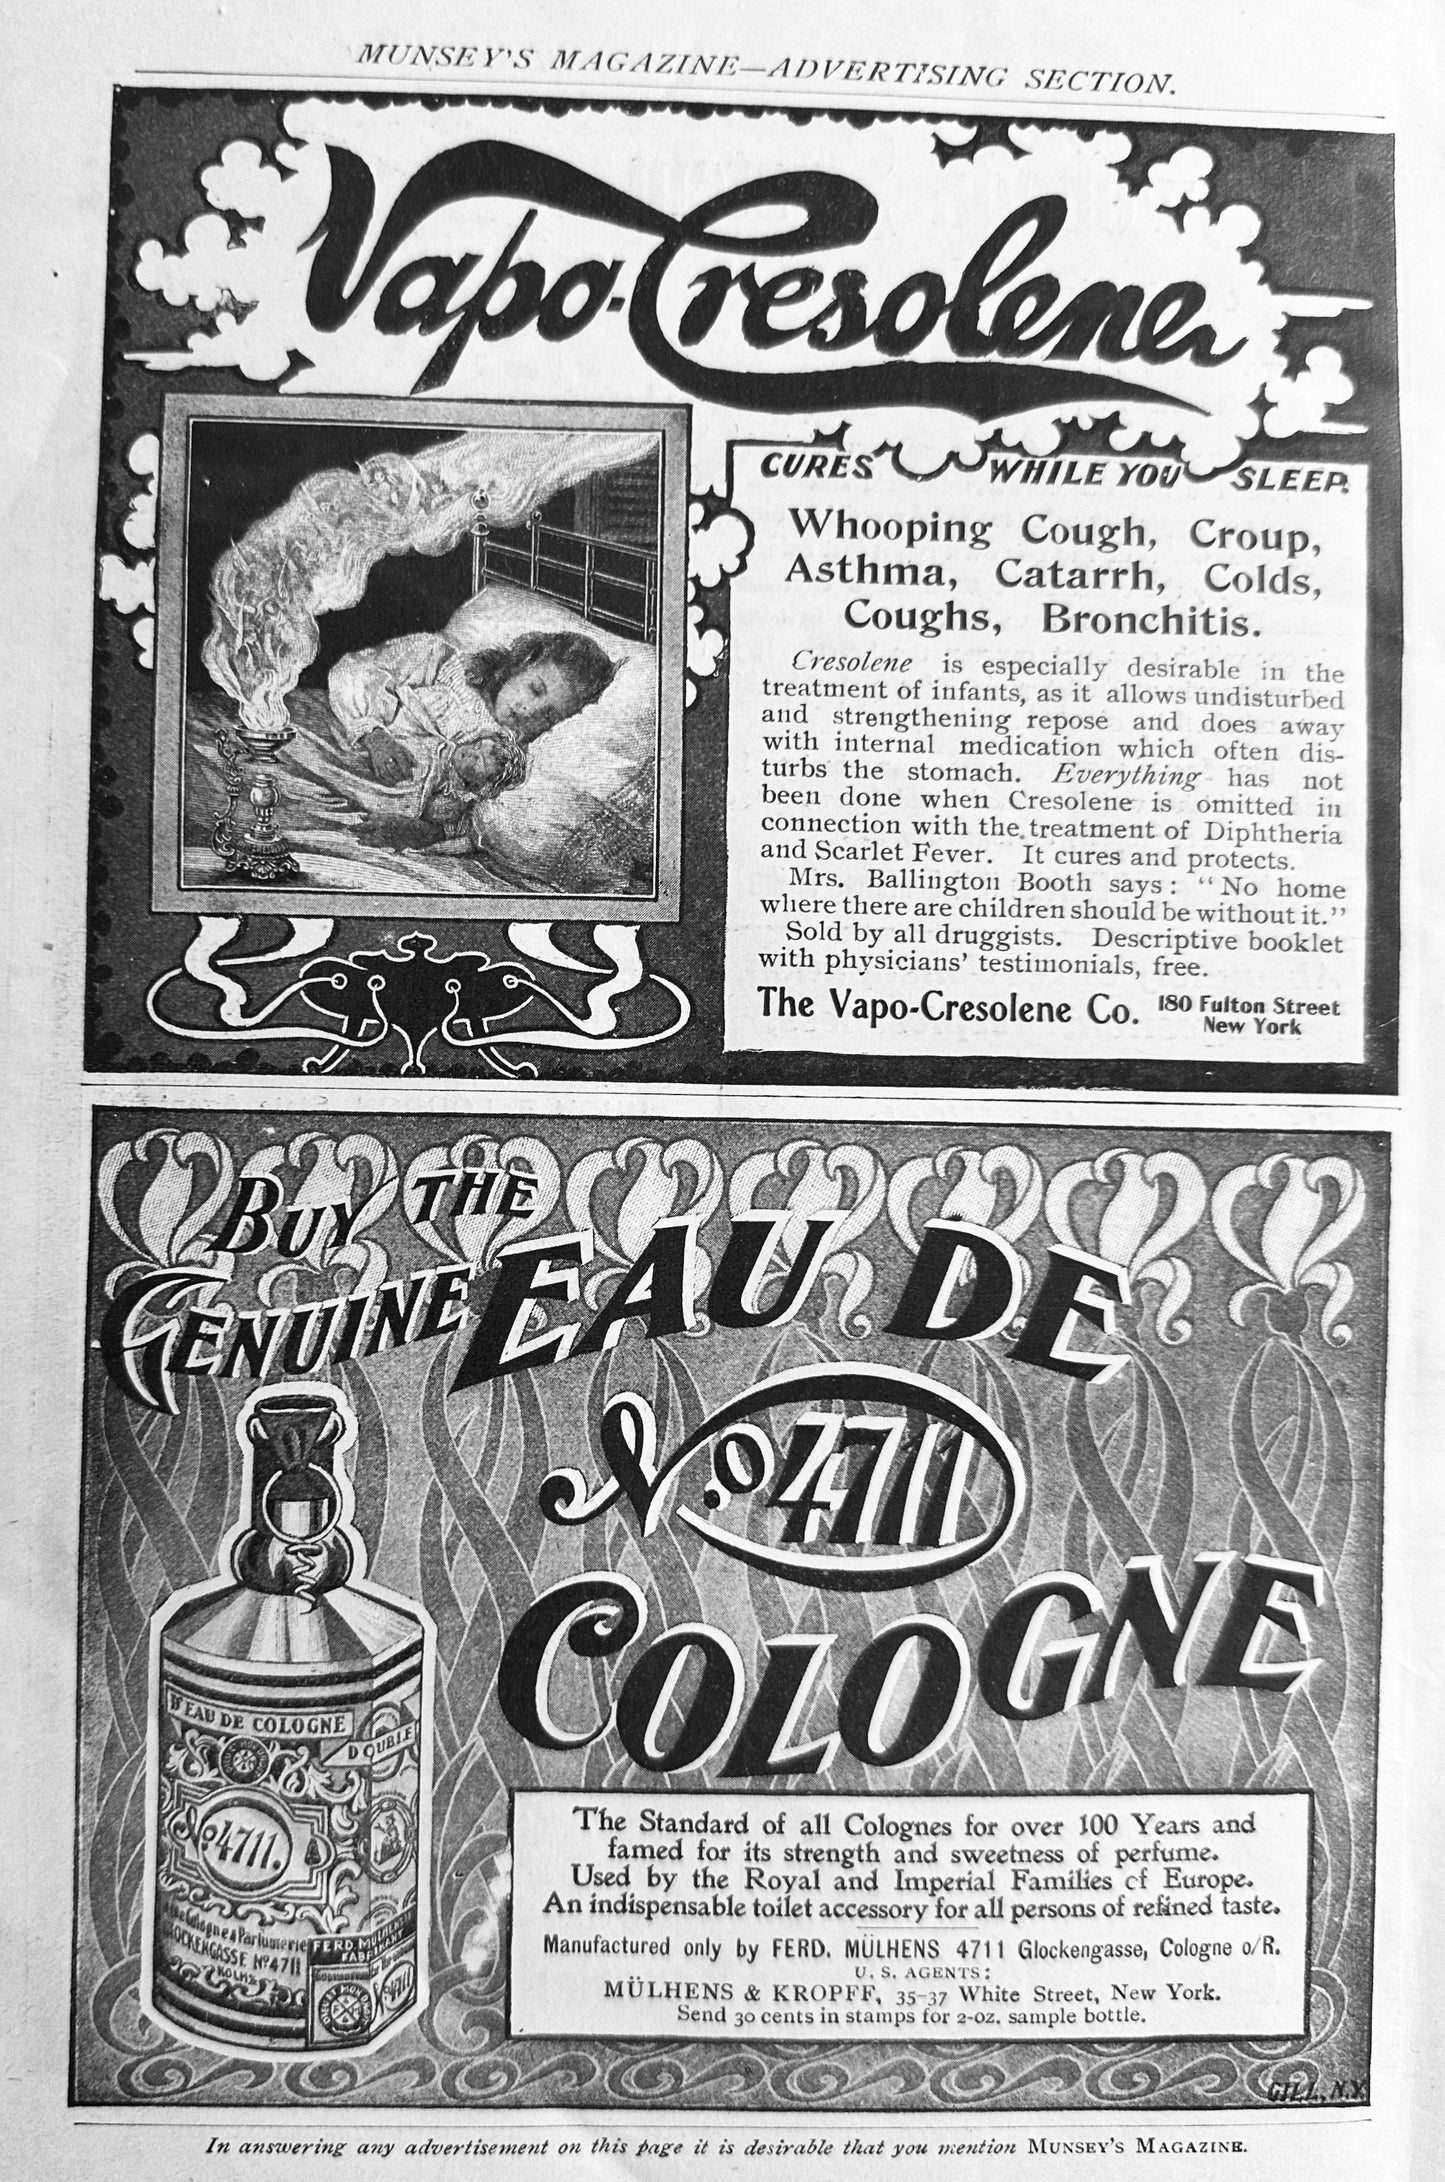 MUNSEY'S MAGAZINE—ADVERTISING SECTION.
Vapo-Cresolene
CURES WHILE YOU SLEEP.
Whooping Cough, Croup,
Asthma, Catarrh, Colds,
Coughs, Bronchitis.
Cresolene is especially desirable in the
treatment of infants, as it allows undisturbed
and strengthening repose and does away
with internal medication which often dis-
turbs the stomach. Everything has not
been done when Cresolene is omitted in
connection with the treatment of Diphtheria
and Scarlet Fever. It cures and protects.
Mrs. Ballington Booth says: "No home
where there are children should be without it."
Sold by all druggists. Descriptive booklet
with physicians' testimonials, free.
The Vapo-Cresolene Co. 180 Fulton Street
New York
BUY THE
GENUINE EAU DE
No. 4711
COLOGNE
D'EAU DE COLOGNE
DOUBLE
No. 4711.
Cologne & Parfumerie
GLOCKENGASSE No 4711
KÖLN
FERD. MÜLHENS
No 4711
The Standard of all Colognes for over 100 Years and
famed for its strength and sweetness of perfume.
Used by the Royal and Imperial Families of Europe.
An indispensable toilet accessory for all persons of refined taste.
Manufactured only by FERD. MÜLHENS 4711 Glockengasse, Cologne o/R.
U. S. AGENTS:
MÜLHENS & KROPFF, 35-37 White Street, New York.
Send 30 cents in stamps for 2-oz. sample bottle.
GILL. N.Y.
In answering any advertisement on this page it is desirable that you mention MUNSEY'S MAGAZINE.